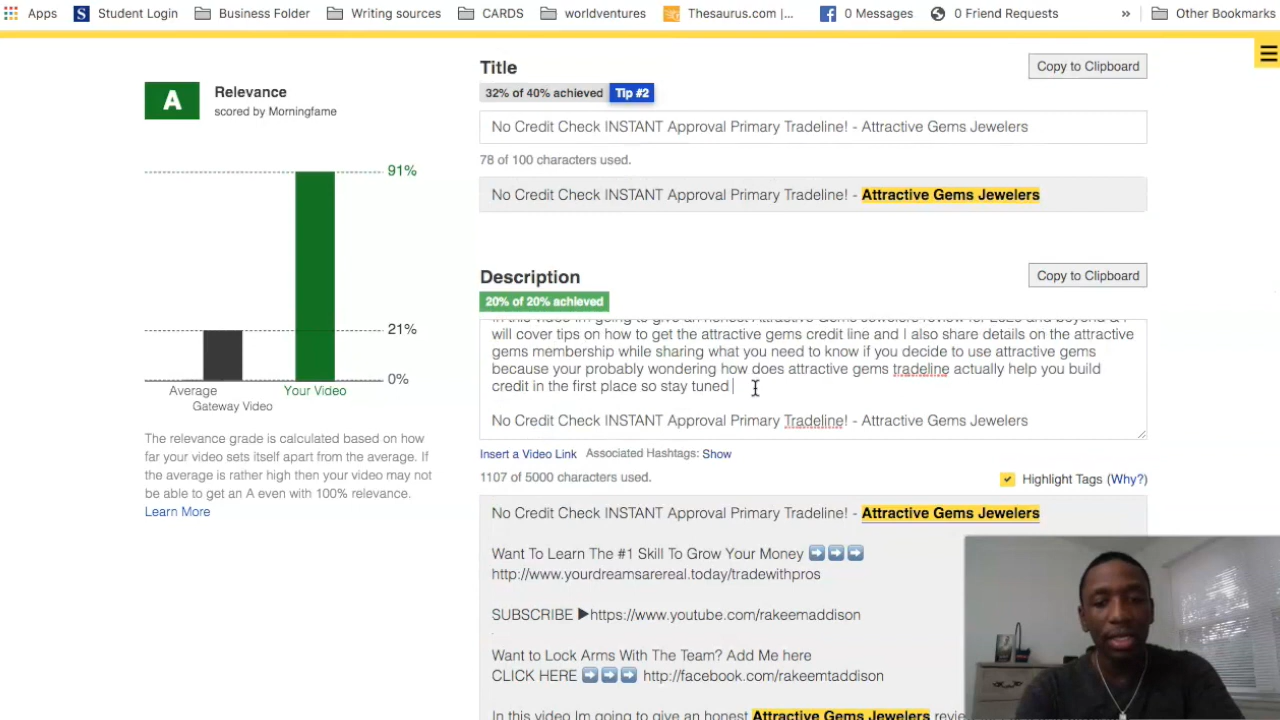 Apps Student Login Business Folder Writing sources CARDS worldventures Thesaurus.com |... 0 Messages 0 Friend Requests » Other Bookmarks
A
Relevance
scored by Morningfame
91%
21%
0%
Average
Your Video
Gateway Video
The relevance grade is calculated based on how
far your video sets itself apart from the average. If
the average is rather high then your video may not
be able to get an A even with 100% relevance.
Learn More
Title
Copy to Clipboard
32% of 40% achieved Tip #2
No Credit Check INSTANT Approval Primary Tradeline! - Attractive Gems Jewelers
78 of 100 characters used.
No Credit Check INSTANT Approval Primary Tradeline! - Attractive Gems Jewelers
Description
Copy to Clipboard
20% of 20% achieved
will cover tips on how to get the attractive gems credit line and I also share details on the attractive
gems membership while sharing what you need to know if you decide to use attractive gems
because your probably wondering how does attractive gems tradeline actually help you build
credit in the first place so stay tuned
No Credit Check INSTANT Approval Primary Tradeline! - Attractive Gems Jewelers
Insert a Video Link Associated Hashtags: Show
1107 of 5000 characters used.
Highlight Tags (Why?)
No Credit Check INSTANT Approval Primary Tradeline! - Attractive Gems Jewelers
Want To Learn The #1 Skill To Grow Your Money ➡️➡️➡️
http://www.yourdreamsarereal.today/tradewithpros
SUBSCRIBE ▶https://www.youtube.com/rakeemaddison
.
Want to Lock Arms With The Team? Add Me here
CLICK HERE ➡️➡️➡️ http://facebook.com/rakeemtaddison
In this video Im going to give an honest Attractive Gems Jewelers